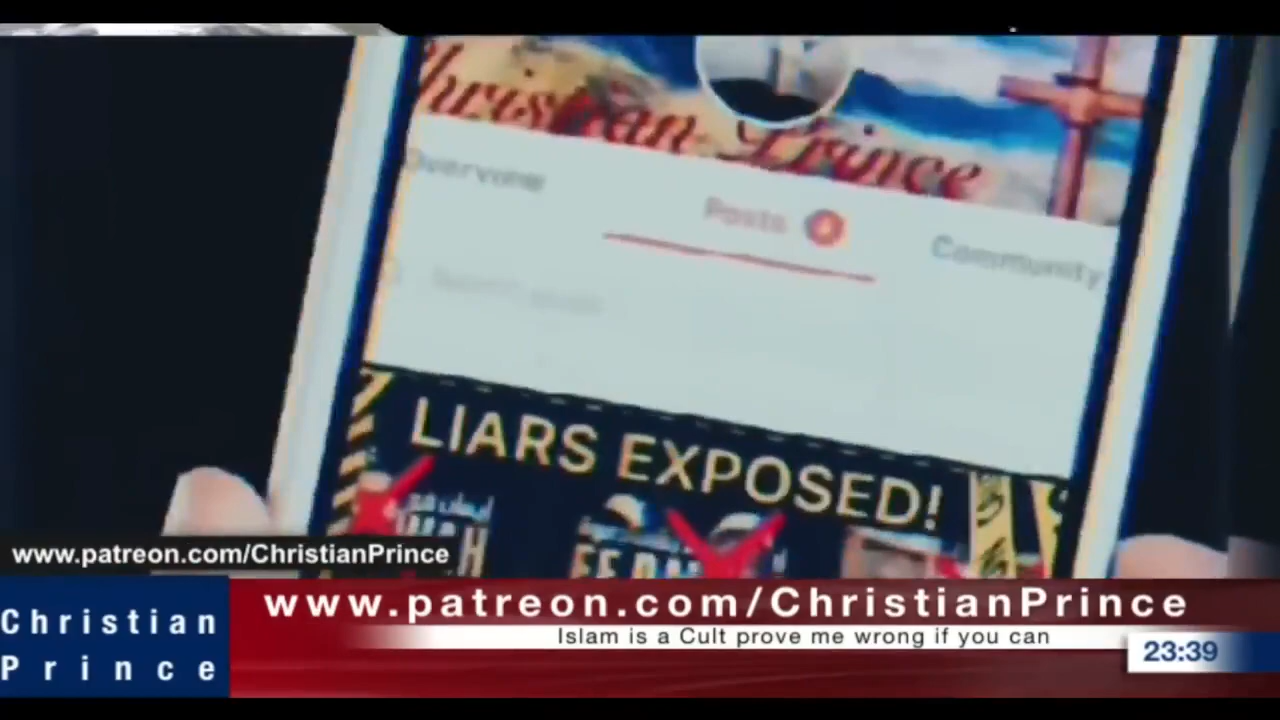 Christian Prince
Overview
Posts
Community
LIARS EXPOSED!
www.patreon.com/ChristianPrince
www.patreon.com/ChristianPrince
Islam is a Cult prove me wrong if you can
Christian
Prince
23:39